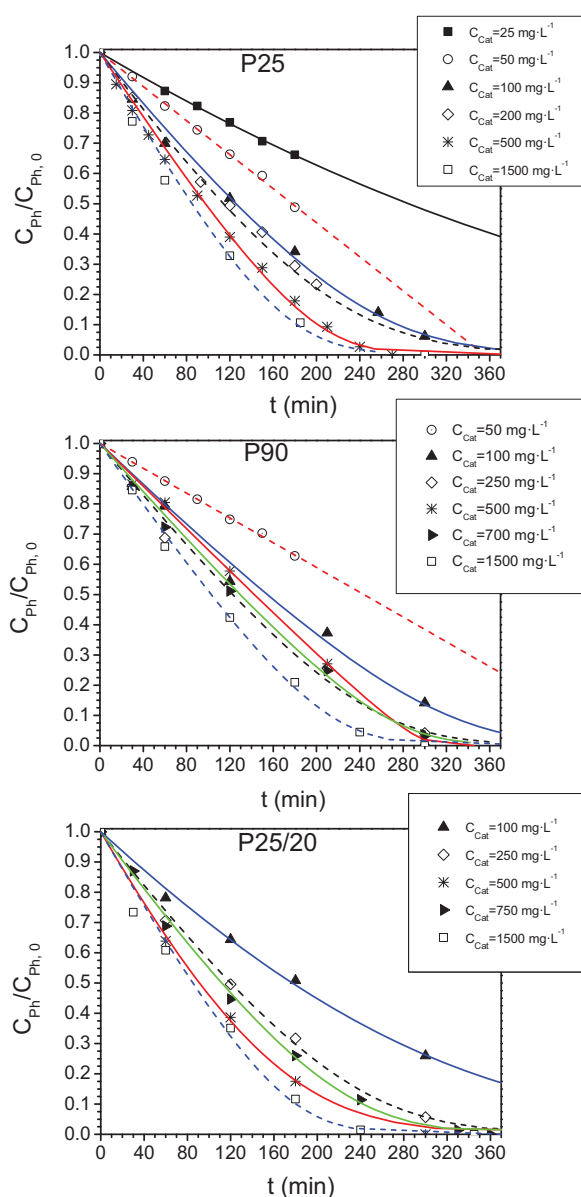 P25
C_Cat=25 mg·L⁻¹
C_Cat=50 mg·L⁻¹
C_Cat=100 mg·L⁻¹
C_Cat=200 mg·L⁻¹
C_Cat=500 mg·L⁻¹
C_Cat=1500 mg·L⁻¹
C_Ph/C_Ph, 0
1.0
0.9
0.8
0.7
0.6
0.5
0.4
0.3
0.2
0.1
0.0
0 40 80 120 160 200 240 280 320 360
t (min)
P90
C_Cat=50 mg·L⁻¹
C_Cat=100 mg·L⁻¹
C_Cat=250 mg·L⁻¹
C_Cat=500 mg·L⁻¹
C_Cat=700 mg·L⁻¹
C_Cat=1500 mg·L⁻¹
C_Ph/C_Ph, 0
1.0
0.9
0.8
0.7
0.6
0.5
0.4
0.3
0.2
0.1
0.0
0 40 80 120 160 200 240 280 320 360
t (min)
P25/20
C_Cat=100 mg·L⁻¹
C_Cat=250 mg·L⁻¹
C_Cat=500 mg·L⁻¹
C_Cat=750 mg·L⁻¹
C_Cat=1500 mg·L⁻¹
C_Ph/C_Ph, 0
1.0
0.9
0.8
0.7
0.6
0.5
0.4
0.3
0.2
0.1
0.0
0 40 80 120 160 200 240 280 320 360
t (min)